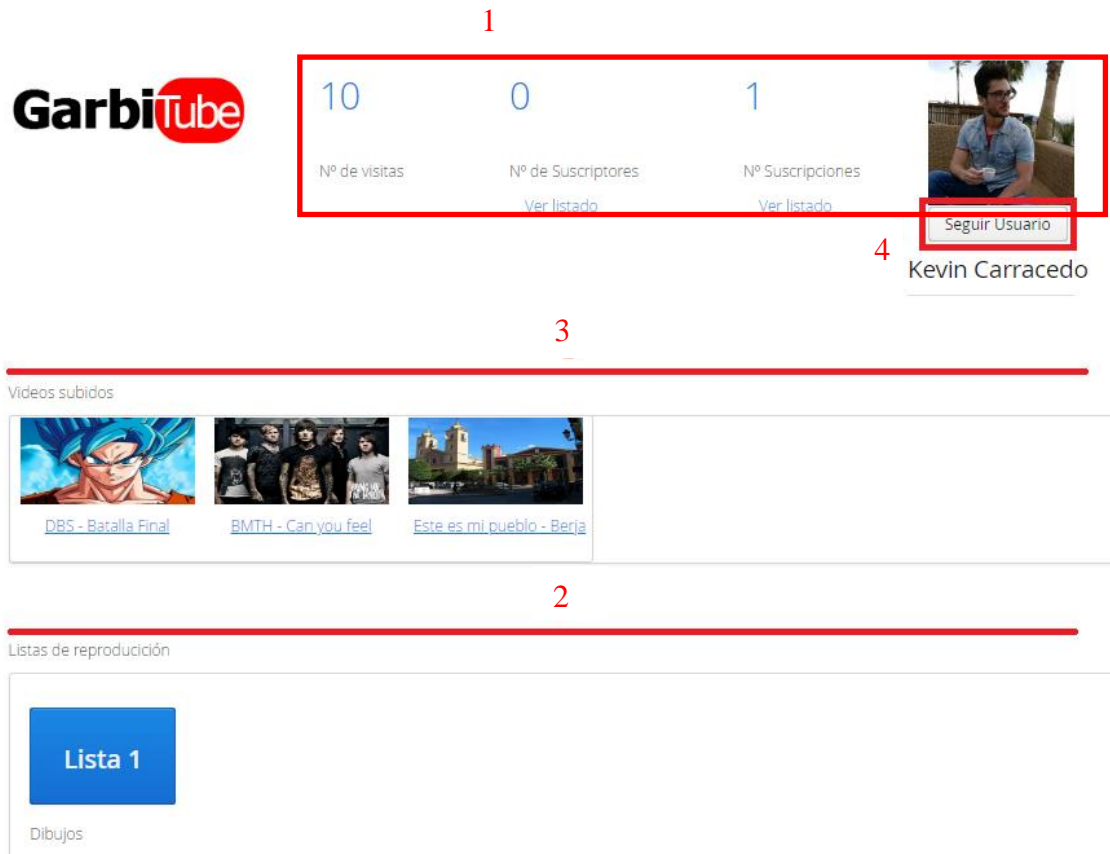 1
GarbiTube
10 0 1
Nº de visitas Nº de Suscriptores Nº Suscripciones
Ver listado Ver listado
Seguir Usuario
4
Kevin Carracedo
3
Videos subidos
DBS - Batalla Final BMTH - Can you feel Este es mi pueblo - Berja
2
Listas de reproducición
Lista 1
Dibujos